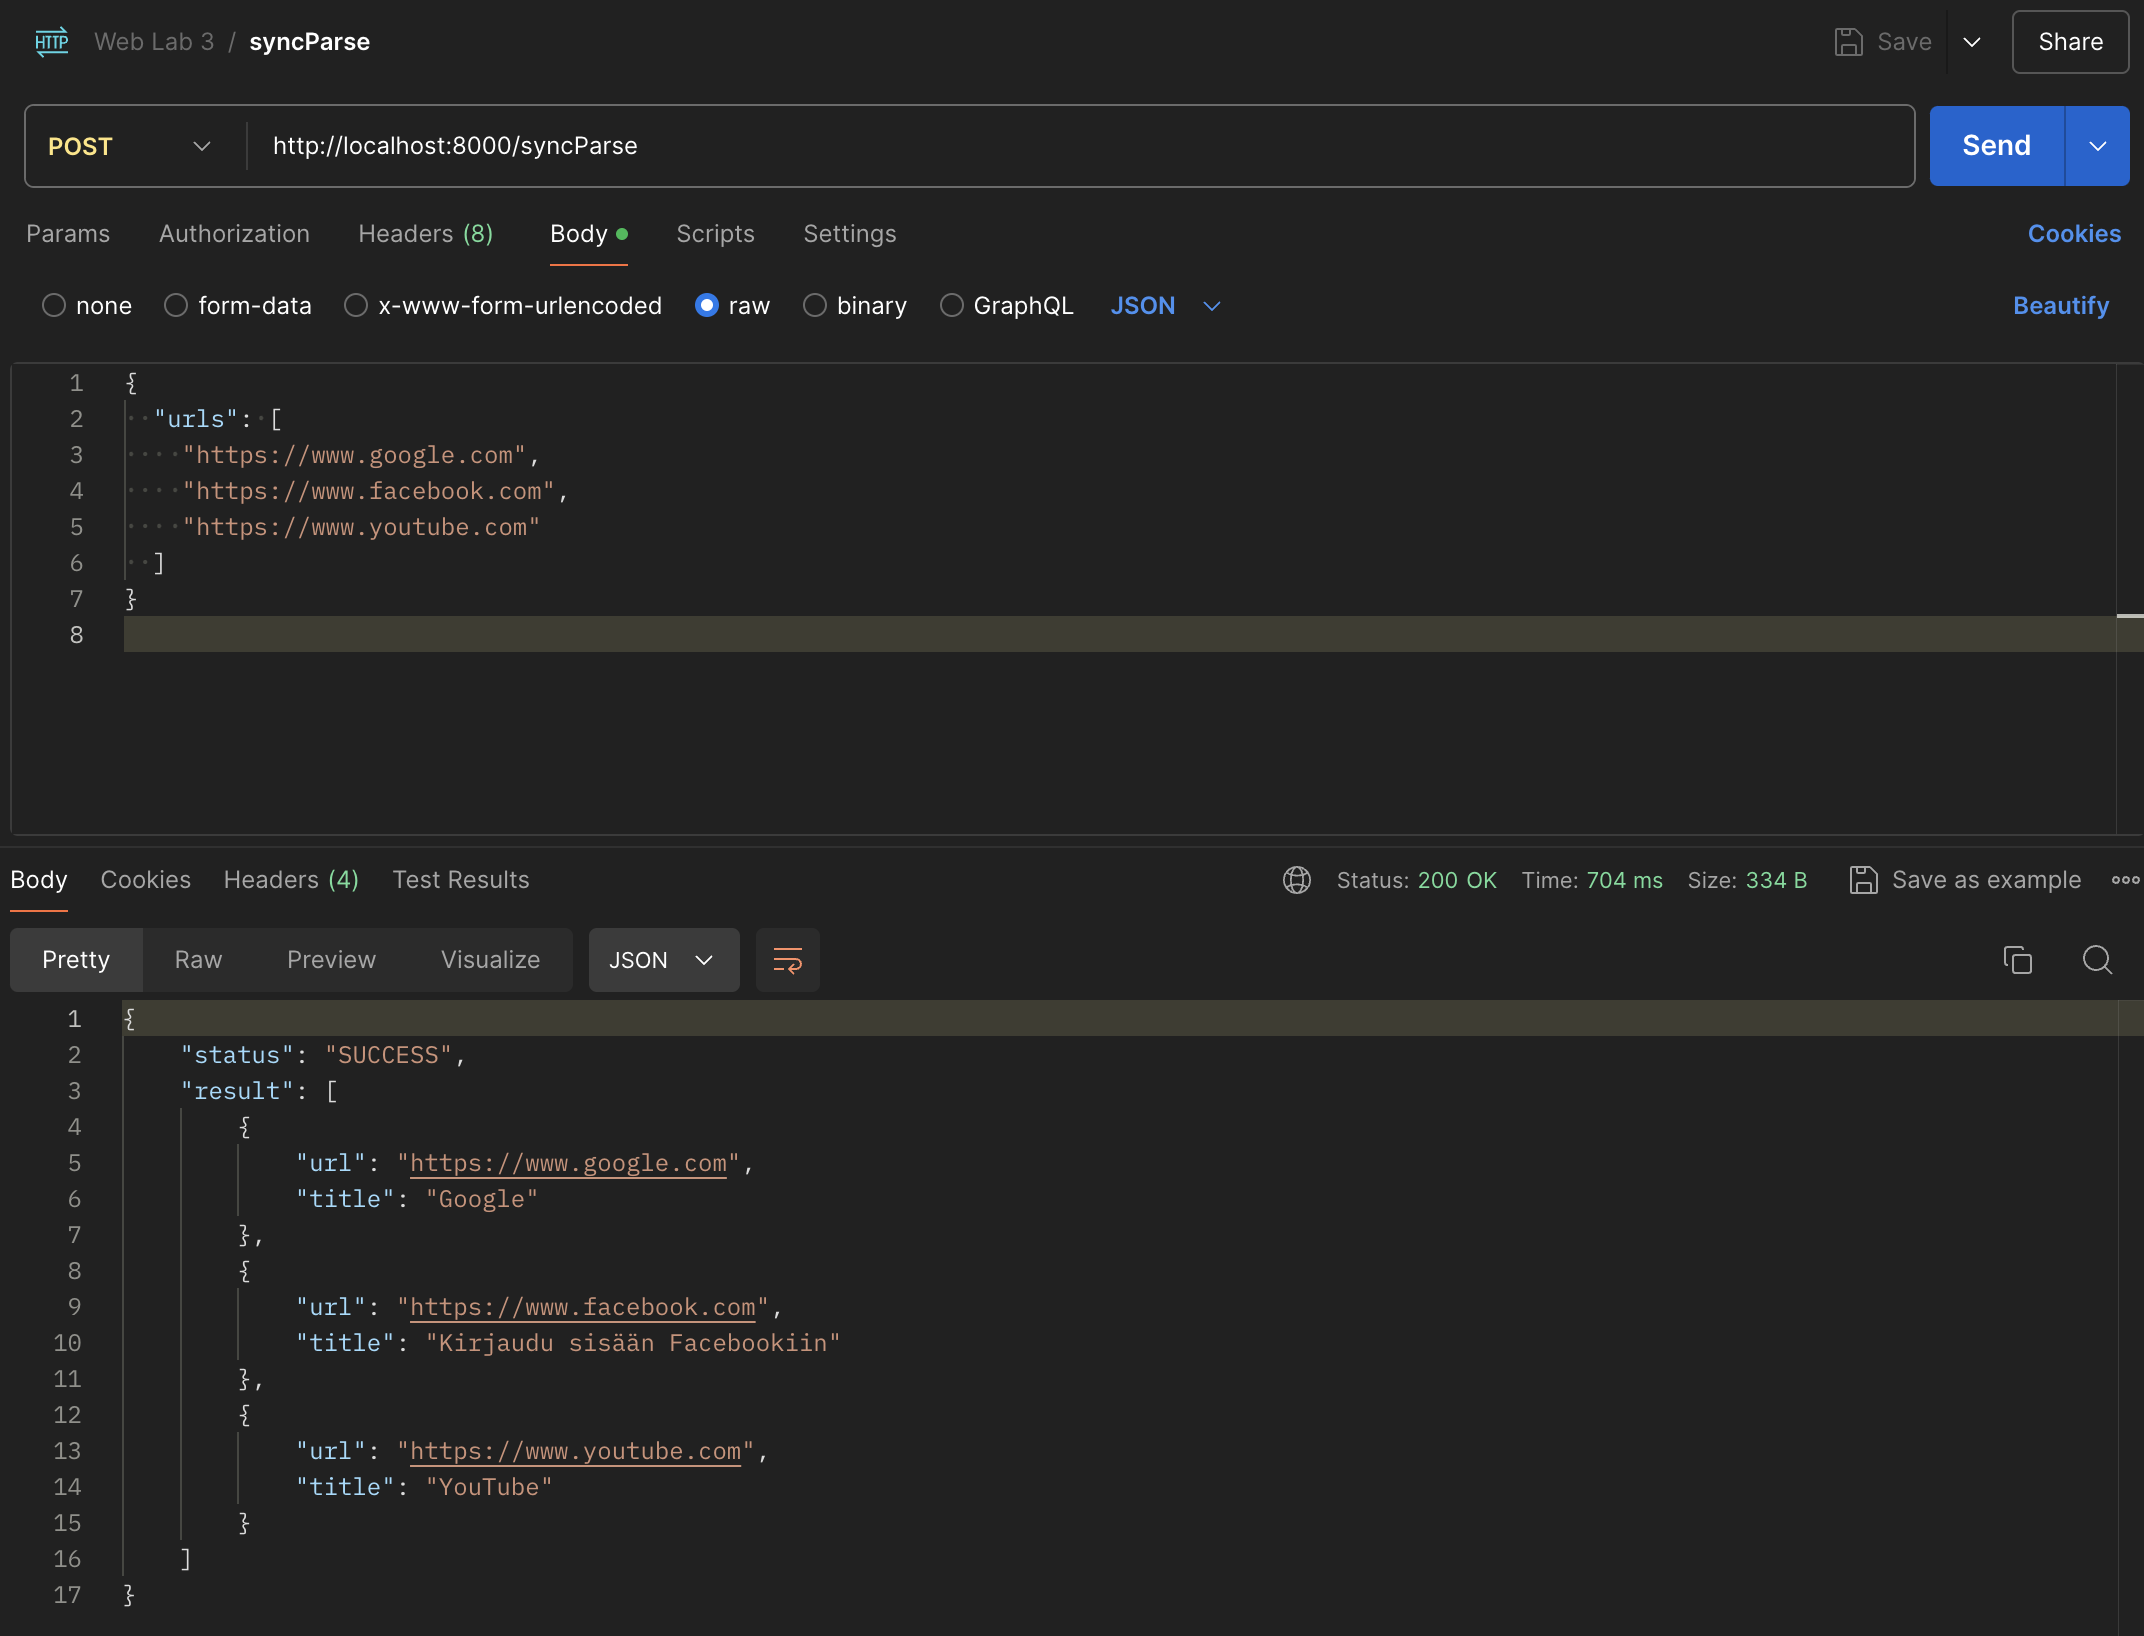 HTTP Web Lab 3 / syncParse Save Share
POST http://localhost:8000/syncParse Send
Params Authorization Headers (8) Body Scripts Settings Cookies
none form-data x-www-form-urlencoded raw binary GraphQL JSON Beautify
1 {
2 "urls": [
3 "https://www.google.com",
4 "https://www.facebook.com",
5 "https://www.youtube.com"
6 ]
7 }
8
Body Cookies Headers (4) Test Results Status: 200 OK Time: 704 ms Size: 334 B Save as example
Pretty Raw Preview Visualize JSON
1 {
2 "status": "SUCCESS",
3 "result": [
4 {
5 "url": "https://www.google.com",
6 "title": "Google"
7 },
8 {
9 "url": "https://www.facebook.com",
10 "title": "Kirjaudu sisään Facebookiin"
11 },
12 {
13 "url": "https://www.youtube.com",
14 "title": "YouTube"
15 }
16 ]
17 }